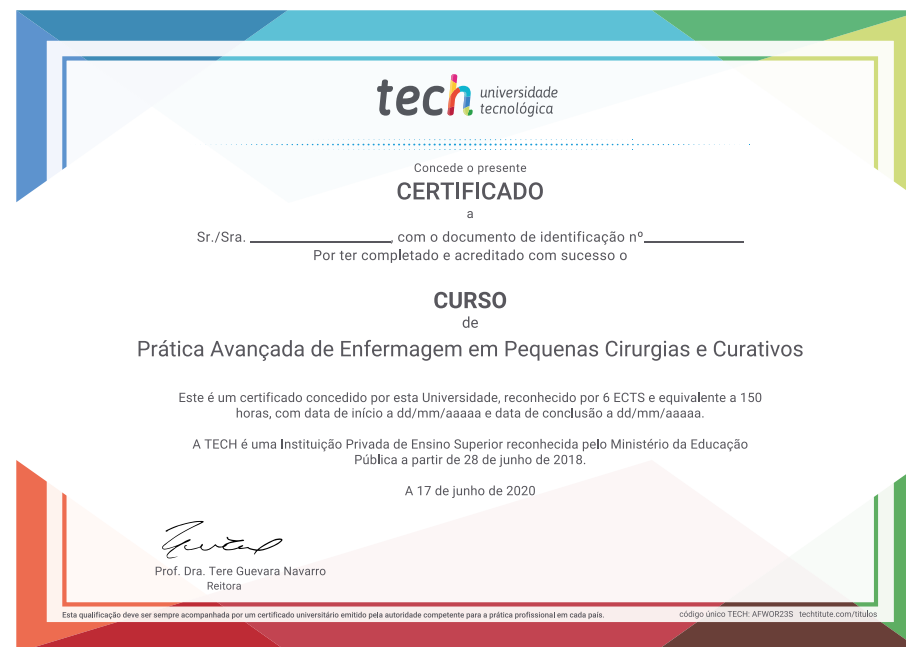 tech universidade
tecnológica
Concede o presente
CERTIFICADO
a
Sr./Sra. ________________, com o documento de identificação nº____________
Por ter completado e acreditado com sucesso o
CURSO
de
Prática Avançada de Enfermagem em Pequenas Cirurgias e Curativos
Este é um certificado concedido por esta Universidade, reconhecido por 6 ECTS e equivalente a 150
horas, com data de início a dd/mm/aaaaa e data de conclusão a dd/mm/aaaaa.
A TECH é uma Instituição Privada de Ensino Superior reconhecida pelo Ministério da Educação
Pública a partir de 28 de junho de 2018.
A 17 de junho de 2020
Prof. Dra. Tere Guevara Navarro
Reitora
Esta qualificação deve ser sempre acompanhada por um certificado universitário emitido pela autoridade competente para a prática profissional em cada país.
código único TECH: AFWOR23S techtitute.com/titulos